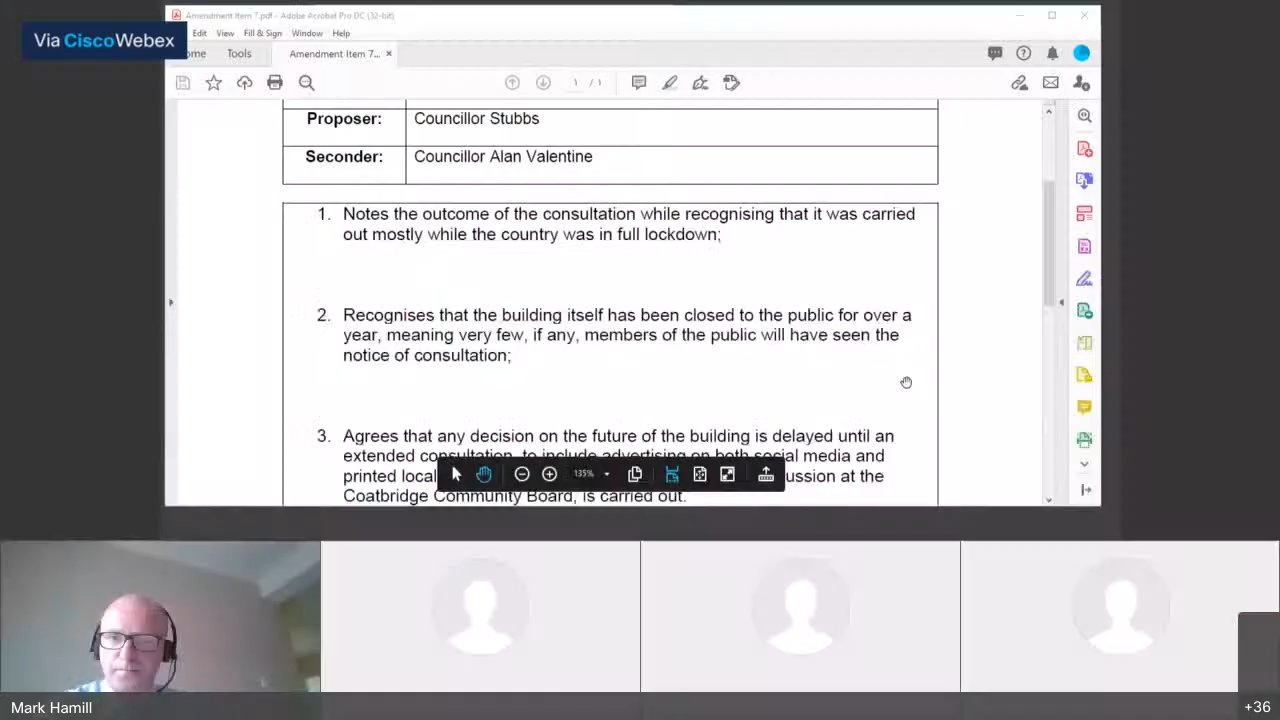 Amendment Item 7.pdf - Adobe Acrobat Pro DC (32-bit)
Via CiscoWebex
Edit View Fill & Sign Window Help
ome Tools Amendment Item 7... ×
1 / 1
Proposer: Councillor Stubbs
Seconder: Councillor Alan Valentine
1. Notes the outcome of the consultation while recognising that it was carried
out mostly while the country was in full lockdown;
2. Recognises that the building itself has been closed to the public for over a
year, meaning very few, if any, members of the public will have seen the
notice of consultation;
3. Agrees that any decision on the future of the building is delayed until an
extended consultation, to include advertising on both social media and
printed local ussion at the
135%
Coatbridge Community Board, is carried out.
Mark Hamill
+36